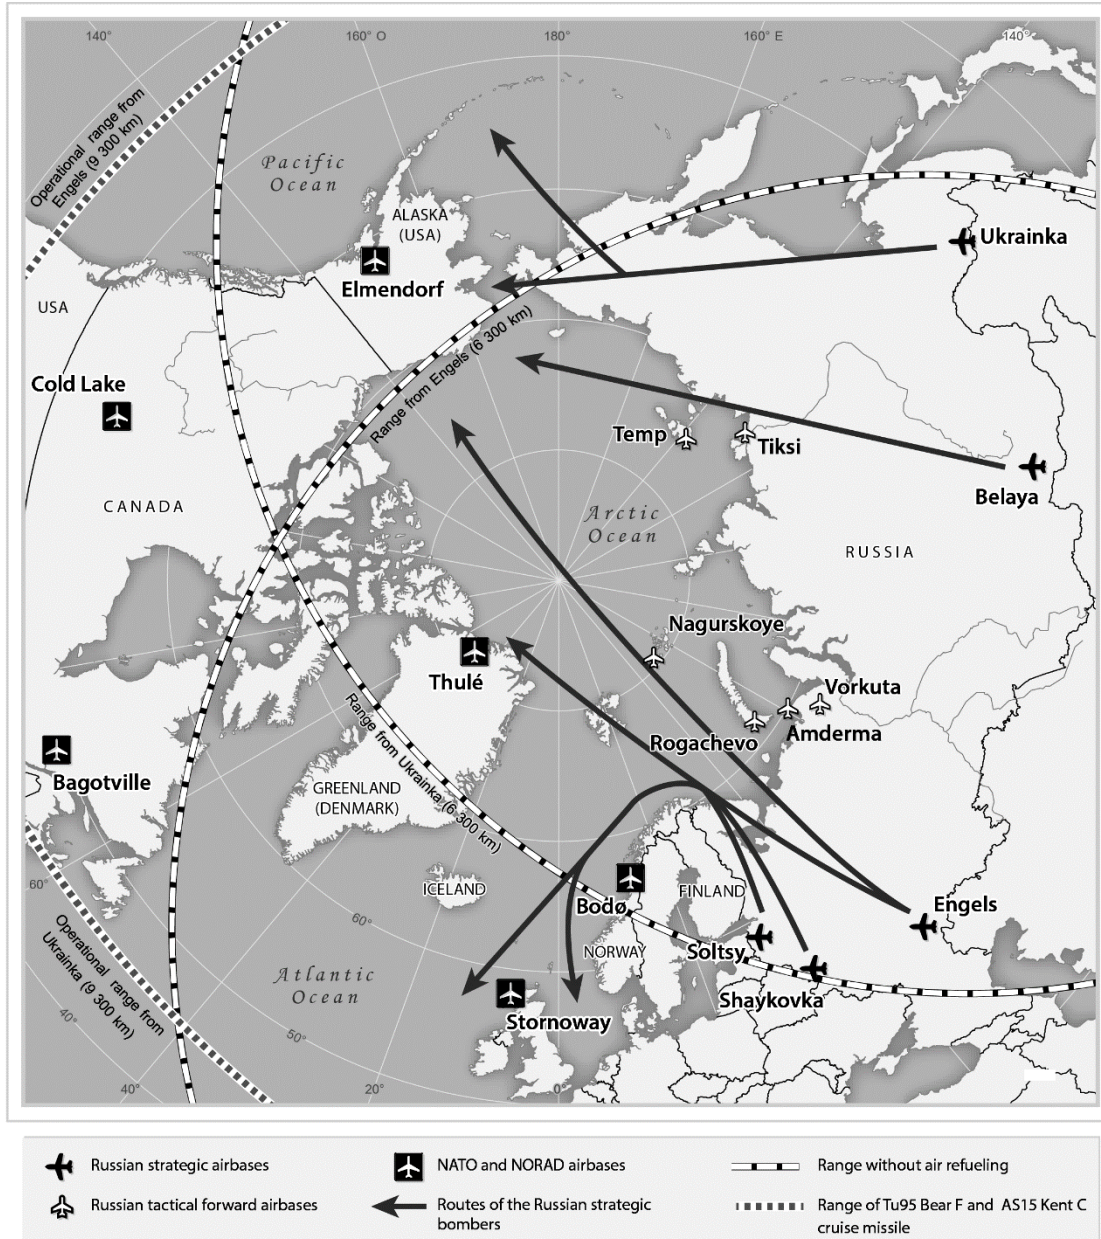 140°
160° O
180°
160° E
140°
Operational range from
Engels (9 300 km)
Pacific
Ocean
ALASKA
(USA)
Ukrainka
Elmendorf
USA
Range from Engels (6 300 km)
Cold Lake
Temp
Tiksi
Belaya
CANADA
Arctic
Ocean
RUSSIA
Nagurskoye
Thulé
Vorkuta
Rogachevo
Amderma
Range from Ukrainka (6 300 km)
Bagotville
GREENLAND
(DENMARK)
ICELAND
FINLAND
60°
Bodø
Engels
60°
Operational range from
Ukrainka (9 300 km)
NORWAY
Soltsy
Atlantic
Ocean
Shaykovka
Stornoway
40°
50°
40°
20°
0°
Russian strategic airbases
NATO and NORAD airbases
Range without air refueling
Russian tactical forward airbases
Routes of the Russian strategic
bombers
Range of Tu95 Bear F and AS15 Kent C
cruise missile